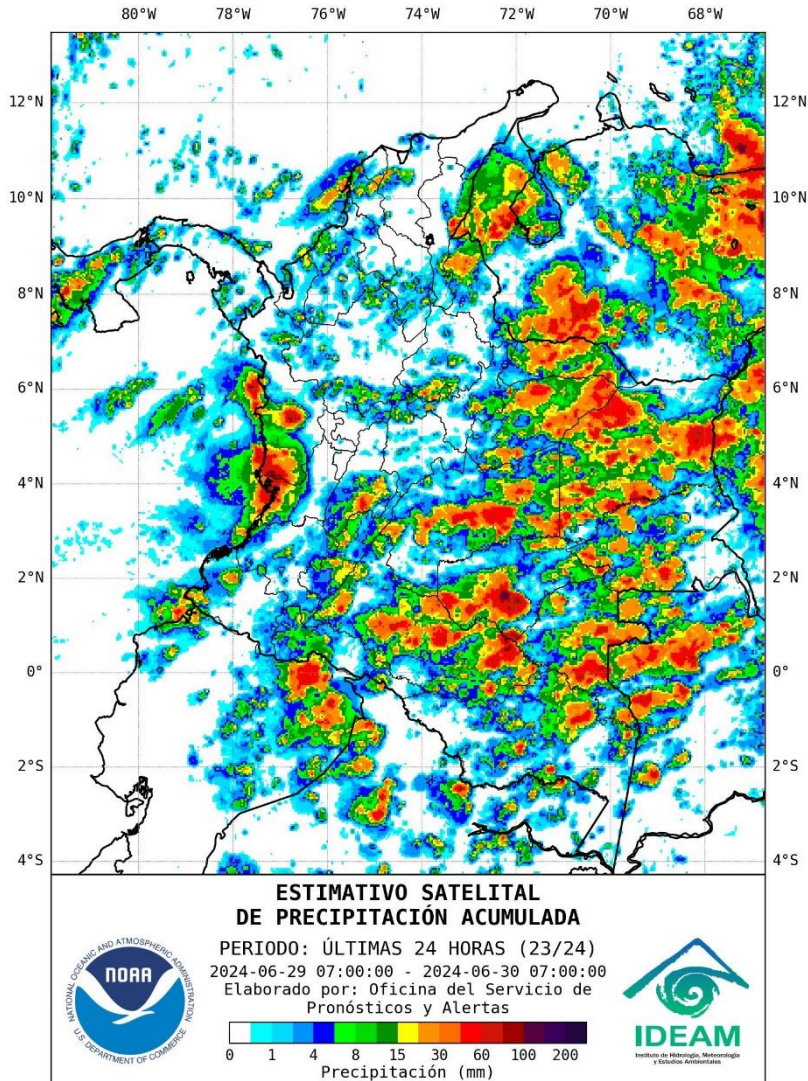 80°W 78°W 76°W 74°W 72°W 70°W 68°W
12°N 12°N
10°N 10°N
8°N 8°N
6°N 6°N
4°N 4°N
2°N 2°N
0° 0°
2°S 2°S
4°S 4°S
ESTIMATIVO SATELITAL
DE PRECIPITACIÓN ACUMULADA
PERIODO: ÚLTIMAS 24 HORAS (23/24)
2024-06-29 07:00:00 - 2024-06-30 07:00:00
Elaborado por: Oficina del Servicio de
Pronósticos y Alertas
0 1 4 8 15 30 60 100 200
Precipitación (mm)
NATIONAL OCEANIC AND ATMOSPHERIC ADMINISTRATION
NOAA
U.S. DEPARTMENT OF COMMERCE
IDEAM
Instituto de Hidrología, Meteorología
y Estudios Ambientales